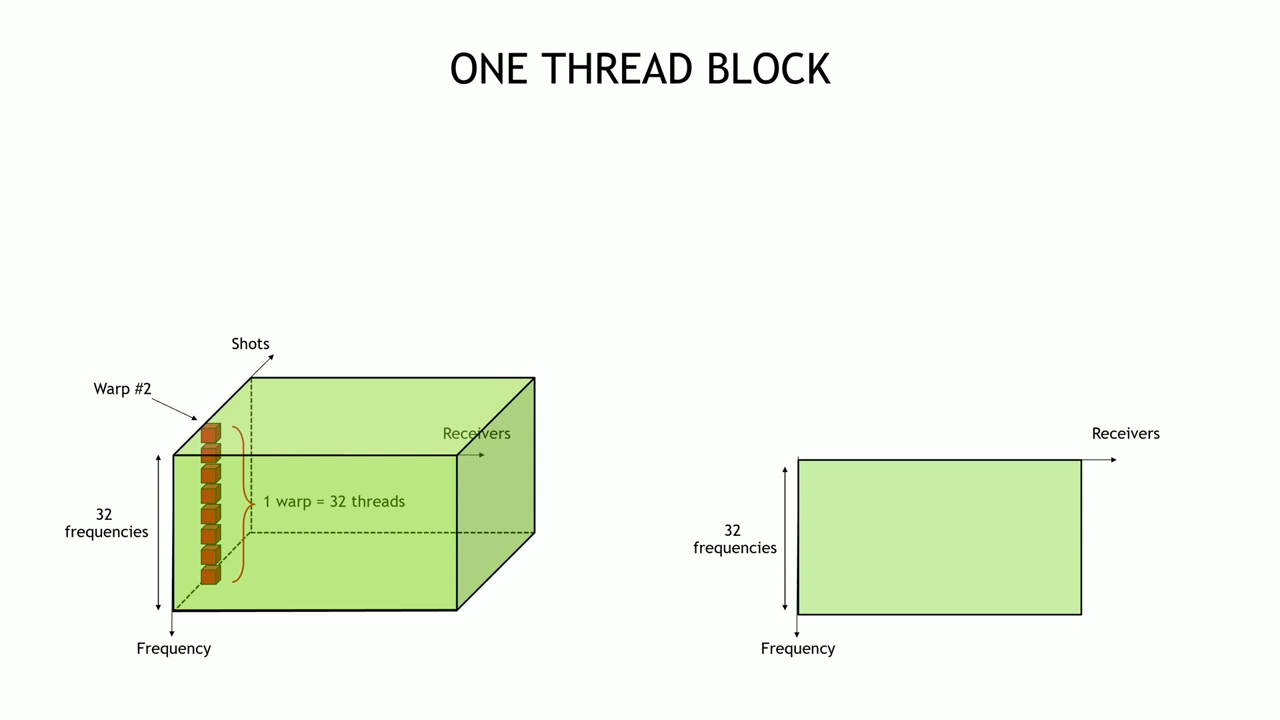 ONE THREAD BLOCK
Shots
Warp #2
Receivers
1 warp = 32 threads
32
frequencies
Frequency
Receivers
32
frequencies
Frequency